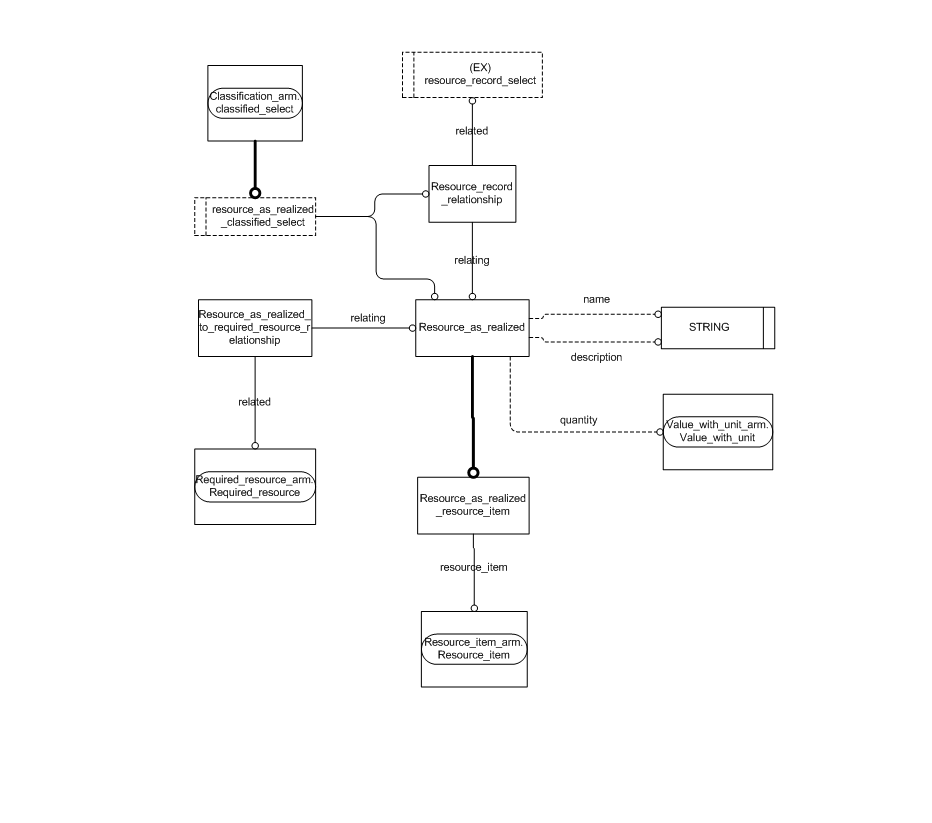 (EX)
resource_record_select
Classification_arm.
classified_select
related
Resource_record
_relationship
resource_as_realized
_classified_select
relating
name
Resource_as_realized_
to_required_resource_r
elationship
relating
Resource_as_realized
STRING
description
related
quantity
Value_with_unit_arm.
Value_with_unit
Required_resource_arm.
Required_resource
Resource_as_realized
_resource_item
resource_item
Resource_item_arm.
Resource_item